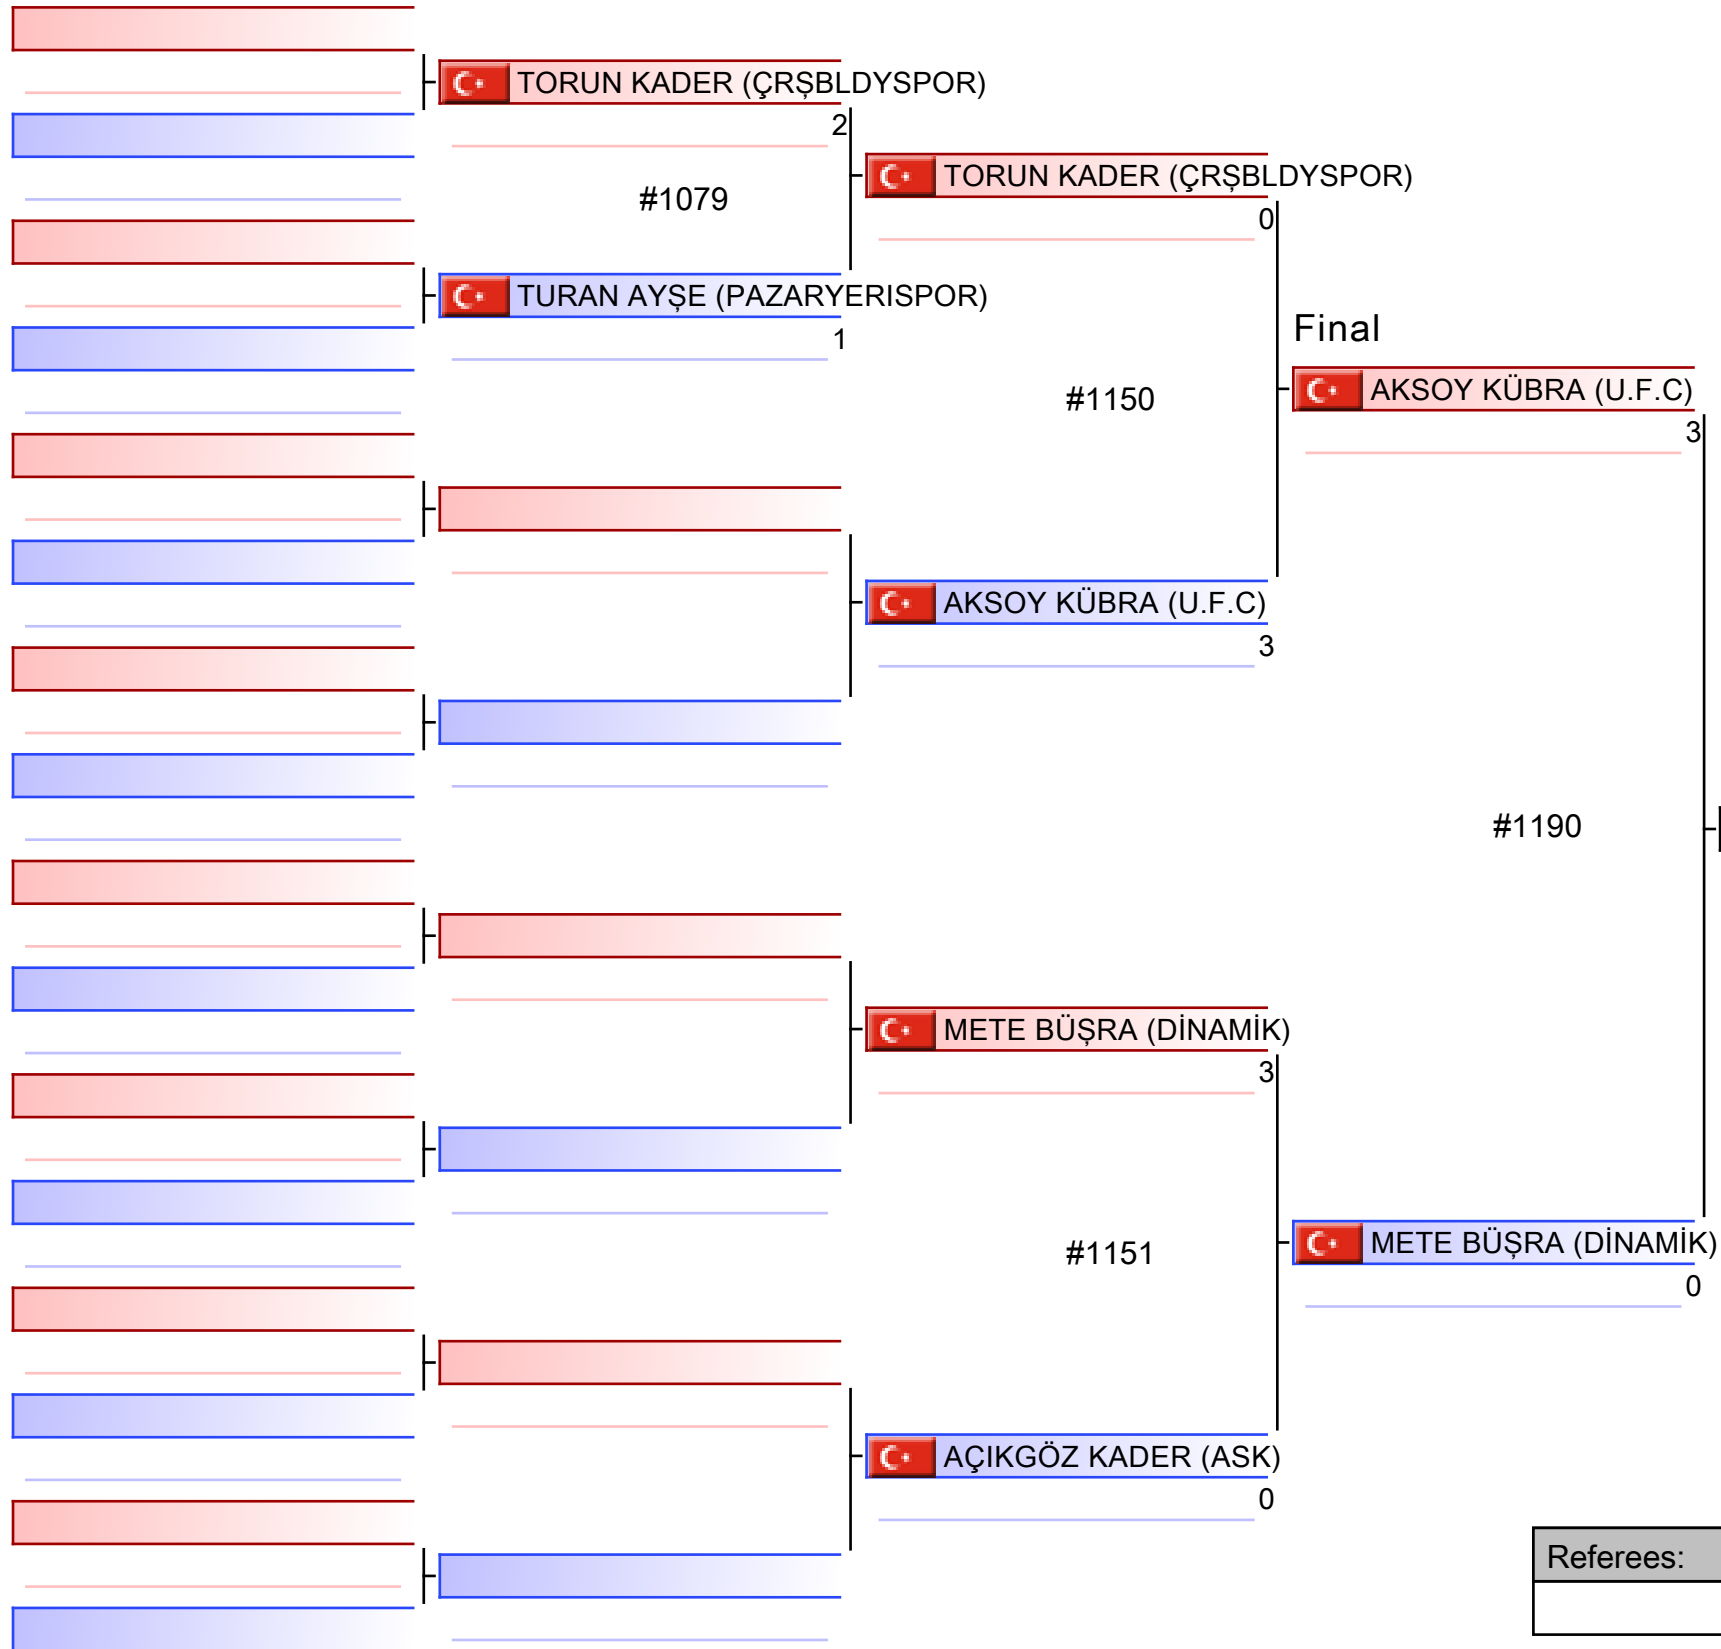 TORUN KADER (ÇRŞBLDYSPOR)
2
#1079
TURAN AYŞE (PAZARYERISPOR)
1
TORUN KADER (ÇRŞBLDYSPOR)
0
#1150
AKSOY KÜBRA (U.F.C)
3
Final
AKSOY KÜBRA (U.F.C)
3
#1190
METE BÜŞRA (DİNAMİK)
3
#1151
METE BÜŞRA (DİNAMİK)
0
AÇIKGÖZ KADER (ASK)
0
Referees: